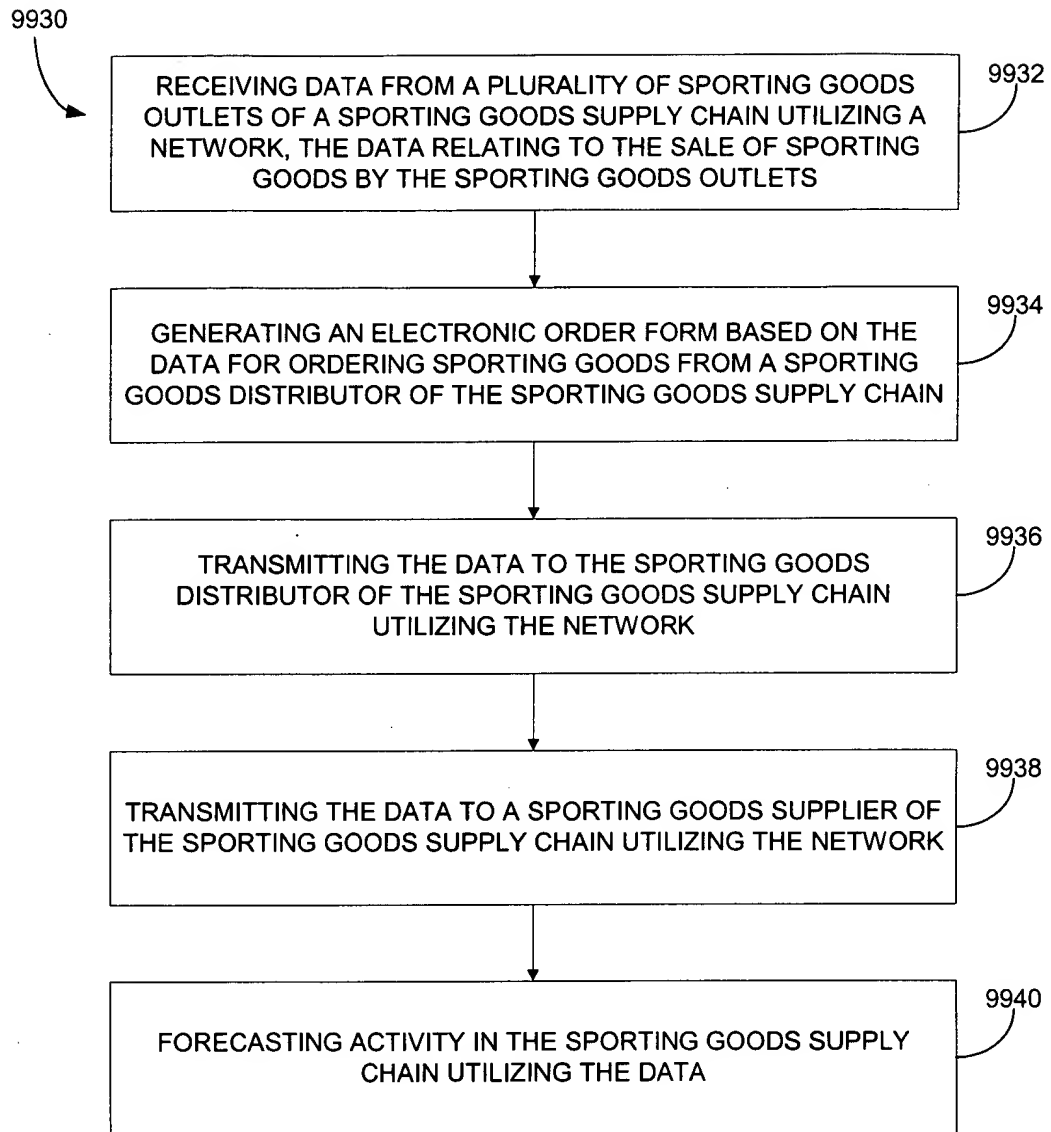 9930
RECEIVING DATA FROM A PLURALITY OF SPORTING GOODS
OUTLETS OF A SPORTING GOODS SUPPLY CHAIN UTILIZING A
NETWORK, THE DATA RELATING TO THE SALE OF SPORTING
GOODS BY THE SPORTING GOODS OUTLETS
9932
GENERATING AN ELECTRONIC ORDER FORM BASED ON THE
DATA FOR ORDERING SPORTING GOODS FROM A SPORTING
GOODS DISTRIBUTOR OF THE SPORTING GOODS SUPPLY CHAIN
9934
TRANSMITTING THE DATA TO THE SPORTING GOODS
DISTRIBUTOR OF THE SPORTING GOODS SUPPLY CHAIN
UTILIZING THE NETWORK
9936
TRANSMITTING THE DATA TO A SPORTING GOODS SUPPLIER OF
THE SPORTING GOODS SUPPLY CHAIN UTILIZING THE NETWORK
9938
FORECASTING ACTIVITY IN THE SPORTING GOODS SUPPLY
CHAIN UTILIZING THE DATA
9940